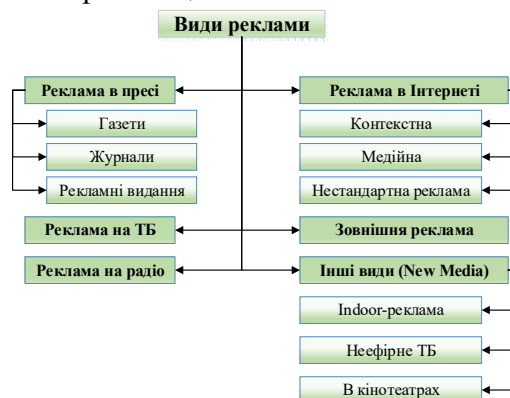 Види реклами
Реклама в пресі
Газети
Журнали
Рекламні видання
Реклама на ТБ
Реклама на радіо
Реклама в Інтернеті
Контекстна
Медійна
Нестандартна реклама
Зовнішня реклама
Інші види (New Media)
Indoor-реклама
Неефірне ТБ
В кінотеатрах